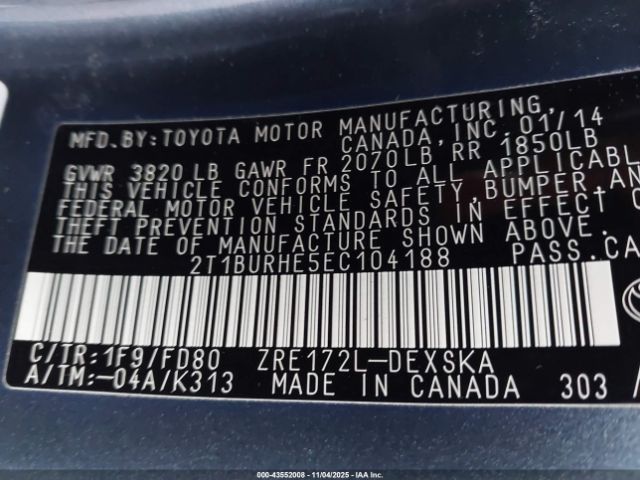 MFD. BY: TOYOTA MOTOR MANUFACTURING,
CANADA, INC. 01/14
GVWR 3820 LB GAWR FR 2070LB, RR 1850LB
THIS VEHICLE CONFORMS TO ALL APPLICABL
FEDERAL MOTOR VEHICLE SAFETY, BUMPER, AN
THEFT PREVENTION STANDARDS IN EFFECT
THE DATE OF MANUFACTURE SHOWN ABOVE.
2T1BURHE5EC104188 PASS.CA
C/TR: 1F9/FD80 ZRE172L-DEXSKA
A/TM:-04A/K313 MADE IN CANADA 303
000-43552008 - 11/04/2025 - IAA Inc.